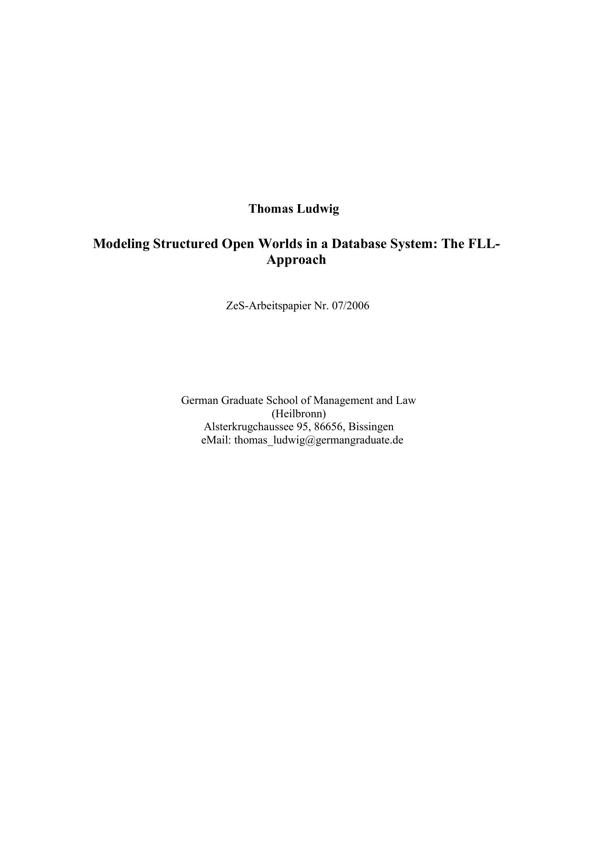 Thomas Ludwig
Modeling Structured Open Worlds in a Database System: The FLL-
Approach
ZeS-Arbeitspapier Nr. 07/2006
German Graduate School of Management and Law
(Heilbronn)
Alsterkrugchaussee 95, 86656, Bissingen
eMail: thomas_ludwig@germangraduate.de